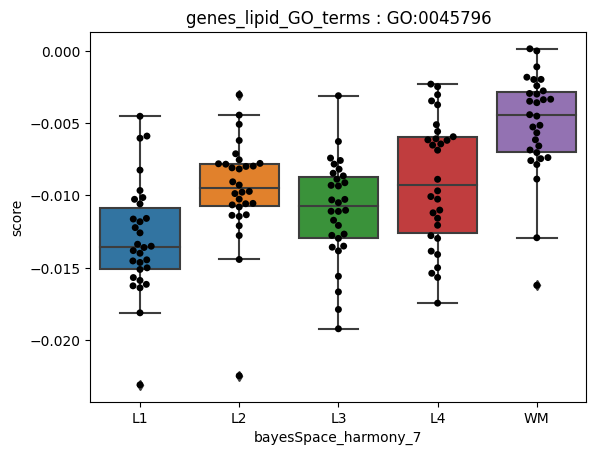 genes_lipid_GO_terms : GO:0045796
0.000
−0.005
−0.010
−0.015
−0.020
score
L1 L2 L3 L4 WM
bayesSpace_harmony_7